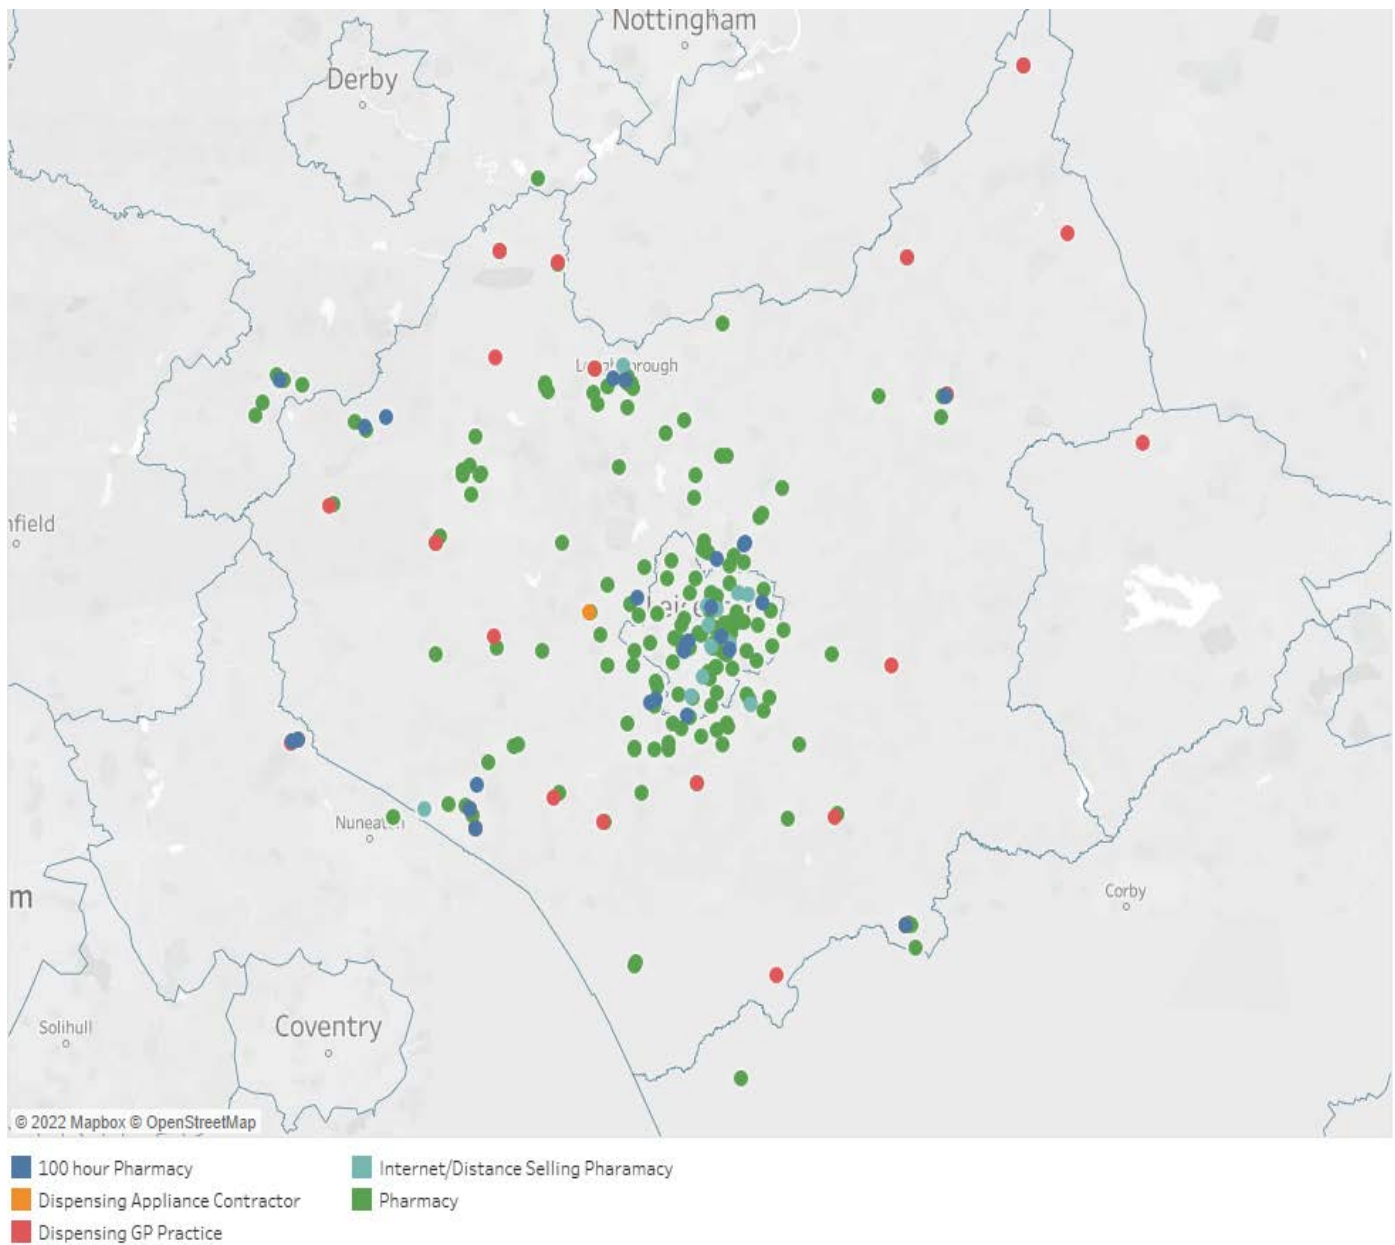 Nottingham
Derby
nfield
Nuneaton
m
Corby
Solihull
Coventry
© 2022 Mapbox © OpenStreetMap
100 hour Pharmacy
Internet/Distance Selling Pharamacy
Dispensing Appliance Contractor
Pharmacy
Dispensing GP Practice